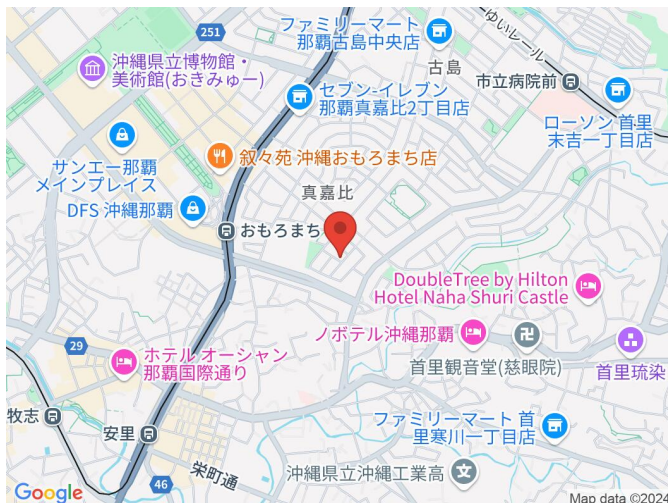 ファミリーマート
那覇古島中央店
251
ゆいレール
沖縄県立博物館・
美術館(おきみゅー)
古島
市立病院前
セブン-イレブン
那覇真嘉比2丁目店
ローソン 首里
末吉一丁目店
サンエー那覇
メインプレイス
叙々苑 沖縄おもろまち店
真嘉比
DFS 沖縄那覇
おもろまち
DoubleTree by Hilton
Hotel Naha Shuri Castle
29
ホテル オーシャン
那覇国際通り
ノボテル沖縄那覇
首里観音堂(慈眼院)
首里琉染
牧志
安里
ファミリーマート 首
里寒川一丁目店
46
栄町通
沖縄県立沖縄工業高
Google
Map data ©2024